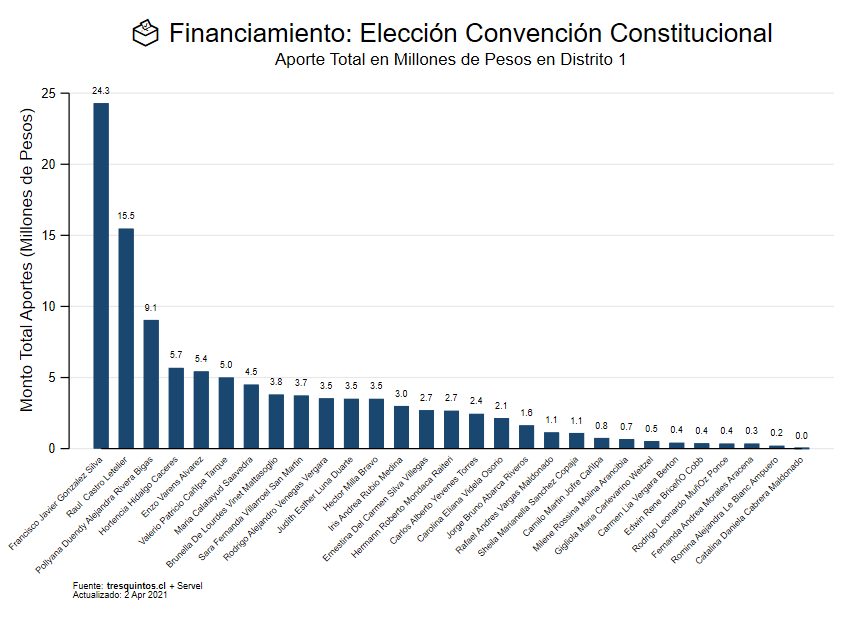 Financiamiento: Elección Convención Constitucional
Aporte Total en Millones de Pesos en Distrito 1
Monto Total Aportes (Millones de Pesos)
25
20
15
10
5
0
24.3
15.5
9.1
5.7
5.4
5.0
4.5
3.8
3.7
3.5
3.5
3.5
3.0
2.7
2.7
2.4
2.1
1.6
1.1
1.1
0.8
0.7
0.5
0.4
0.4
0.4
0.3
0.2
0.0
Francisco Javier Gonzalez Silva
Raul Castro Letelier
Pollyana Duendy Alejandra Rivera Bigas
Hortencia Hidalgo Caceres
Enzo Varens Alvarez
Valerio Patricio Cañipa Tarque
Maria Calatayud Saavedra
Brunella De Lourdes Vinet Mattassoglio
Sara Fernanda Villarroel San Martin
Rodrigo Alejandro Venegas Vergara
Judith Esther Luna Duarte
Hector Milla Bravo
Iris Andrea Rubio Medina
Ernestina Del Carmen Silva Villegas
Hermann Roberto Mondaca Raiteri
Carlos Alberto Yevenes Torres
Carolina Eliana Videla Osorio
Jorge Bruno Abarca Riveros
Rafael Andres Vargas Maldonado
Sheila Marianella Sanchez Copaja
Camilo Martin Jofre Cañipa
Milene Rossina Molina Arancibia
Gigliola Maria Carlevarino Weitzel
Carmen Lia Vergara Berton
Edwin Rene BriceñO Cobb
Rodrigo Leonardo MuñOz Ponce
Fernanda Andrea Morales Aracena
Romina Alejandra Le Blanc Ampuero
Catalina Daniela Cabrera Maldonado
Fuente: tresquintos.cl + Servel
Actualizado: 2 Apr 2021